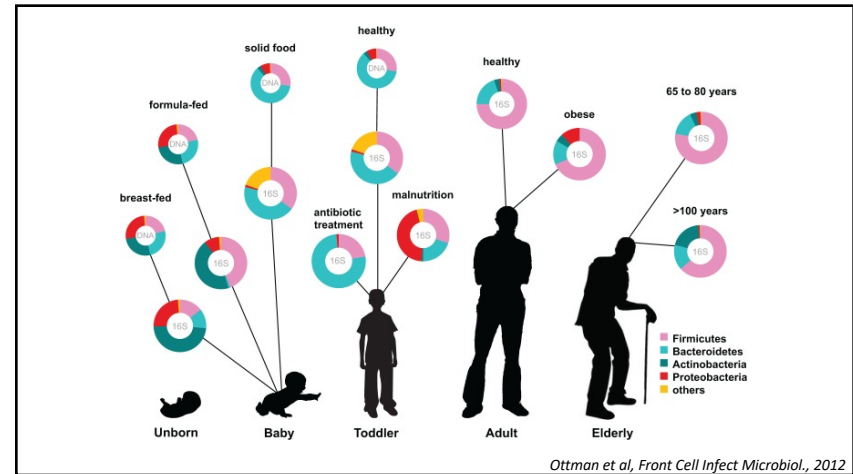 healthy
solid food
DNA
DNA
healthy
formula-fed
16S
obese
65 to 80 years
DNA
16S
16S
breast-fed
16S
16S
malnutrition
DNA
antibiotic
treatment
16S
>100 years
16S
16S
16S
16S
Firmicutes
Bacteroidetes
Actinobacteria
Proteobacteria
others
Unborn
Baby
Toddler
Adult
Elderly
Ottman et al, Front Cell Infect Microbiol., 2012